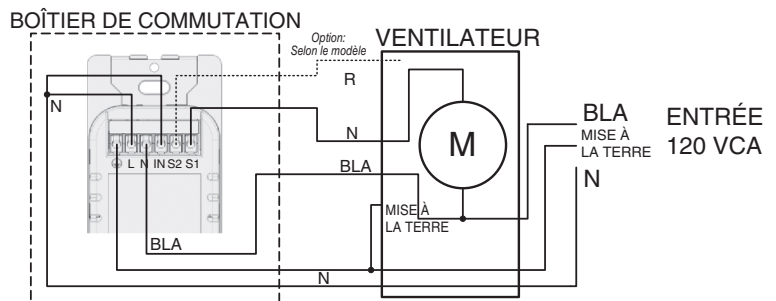 BOÎTIER DE COMMUTATION
Option:
Selon le modèle
VENTILATEUR
R
N
N
BLA
MISE À
LA TERRE
N
ENTRÉE
120 VCA
M
L N IN S2 S1
BLA
MISE À
LA TERRE
BLA
N